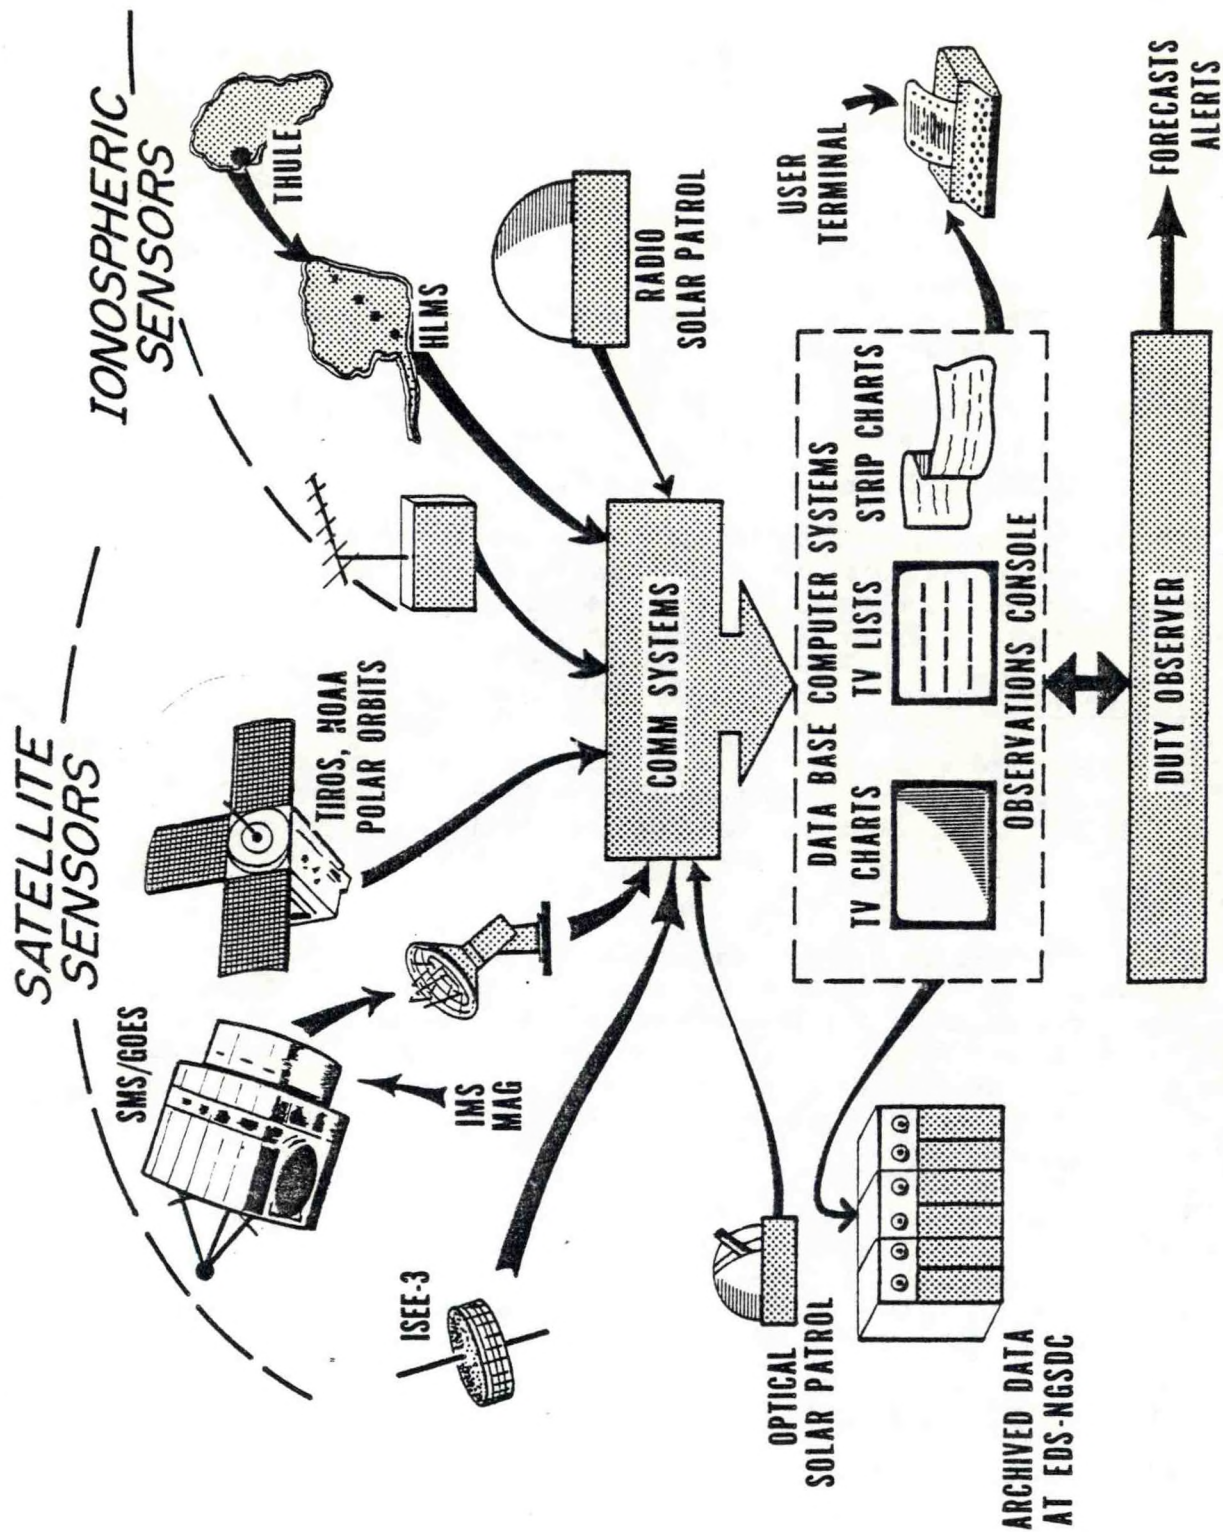 SATELLITE
SENSORS
IONOSPHERIC
SENSORS
SMS/GOES
TIROS, NOAA
POLAR ORBITS
THULE
HLMS
ISEE-3
IMS
MAG
RADIO
SOLAR PATROL
COMM SYSTEMS
OPTICAL
SOLAR PATROL
USER
TERMINAL
DATA BASE COMPUTER SYSTEMS
TV CHARTS
TV LISTS
STRIP CHARTS
OBSERVATIONS CONSOLE
ARCHIVED DATA
AT EDS-NGSDC
DUTY OBSERVER
FORECASTS
ALERTS